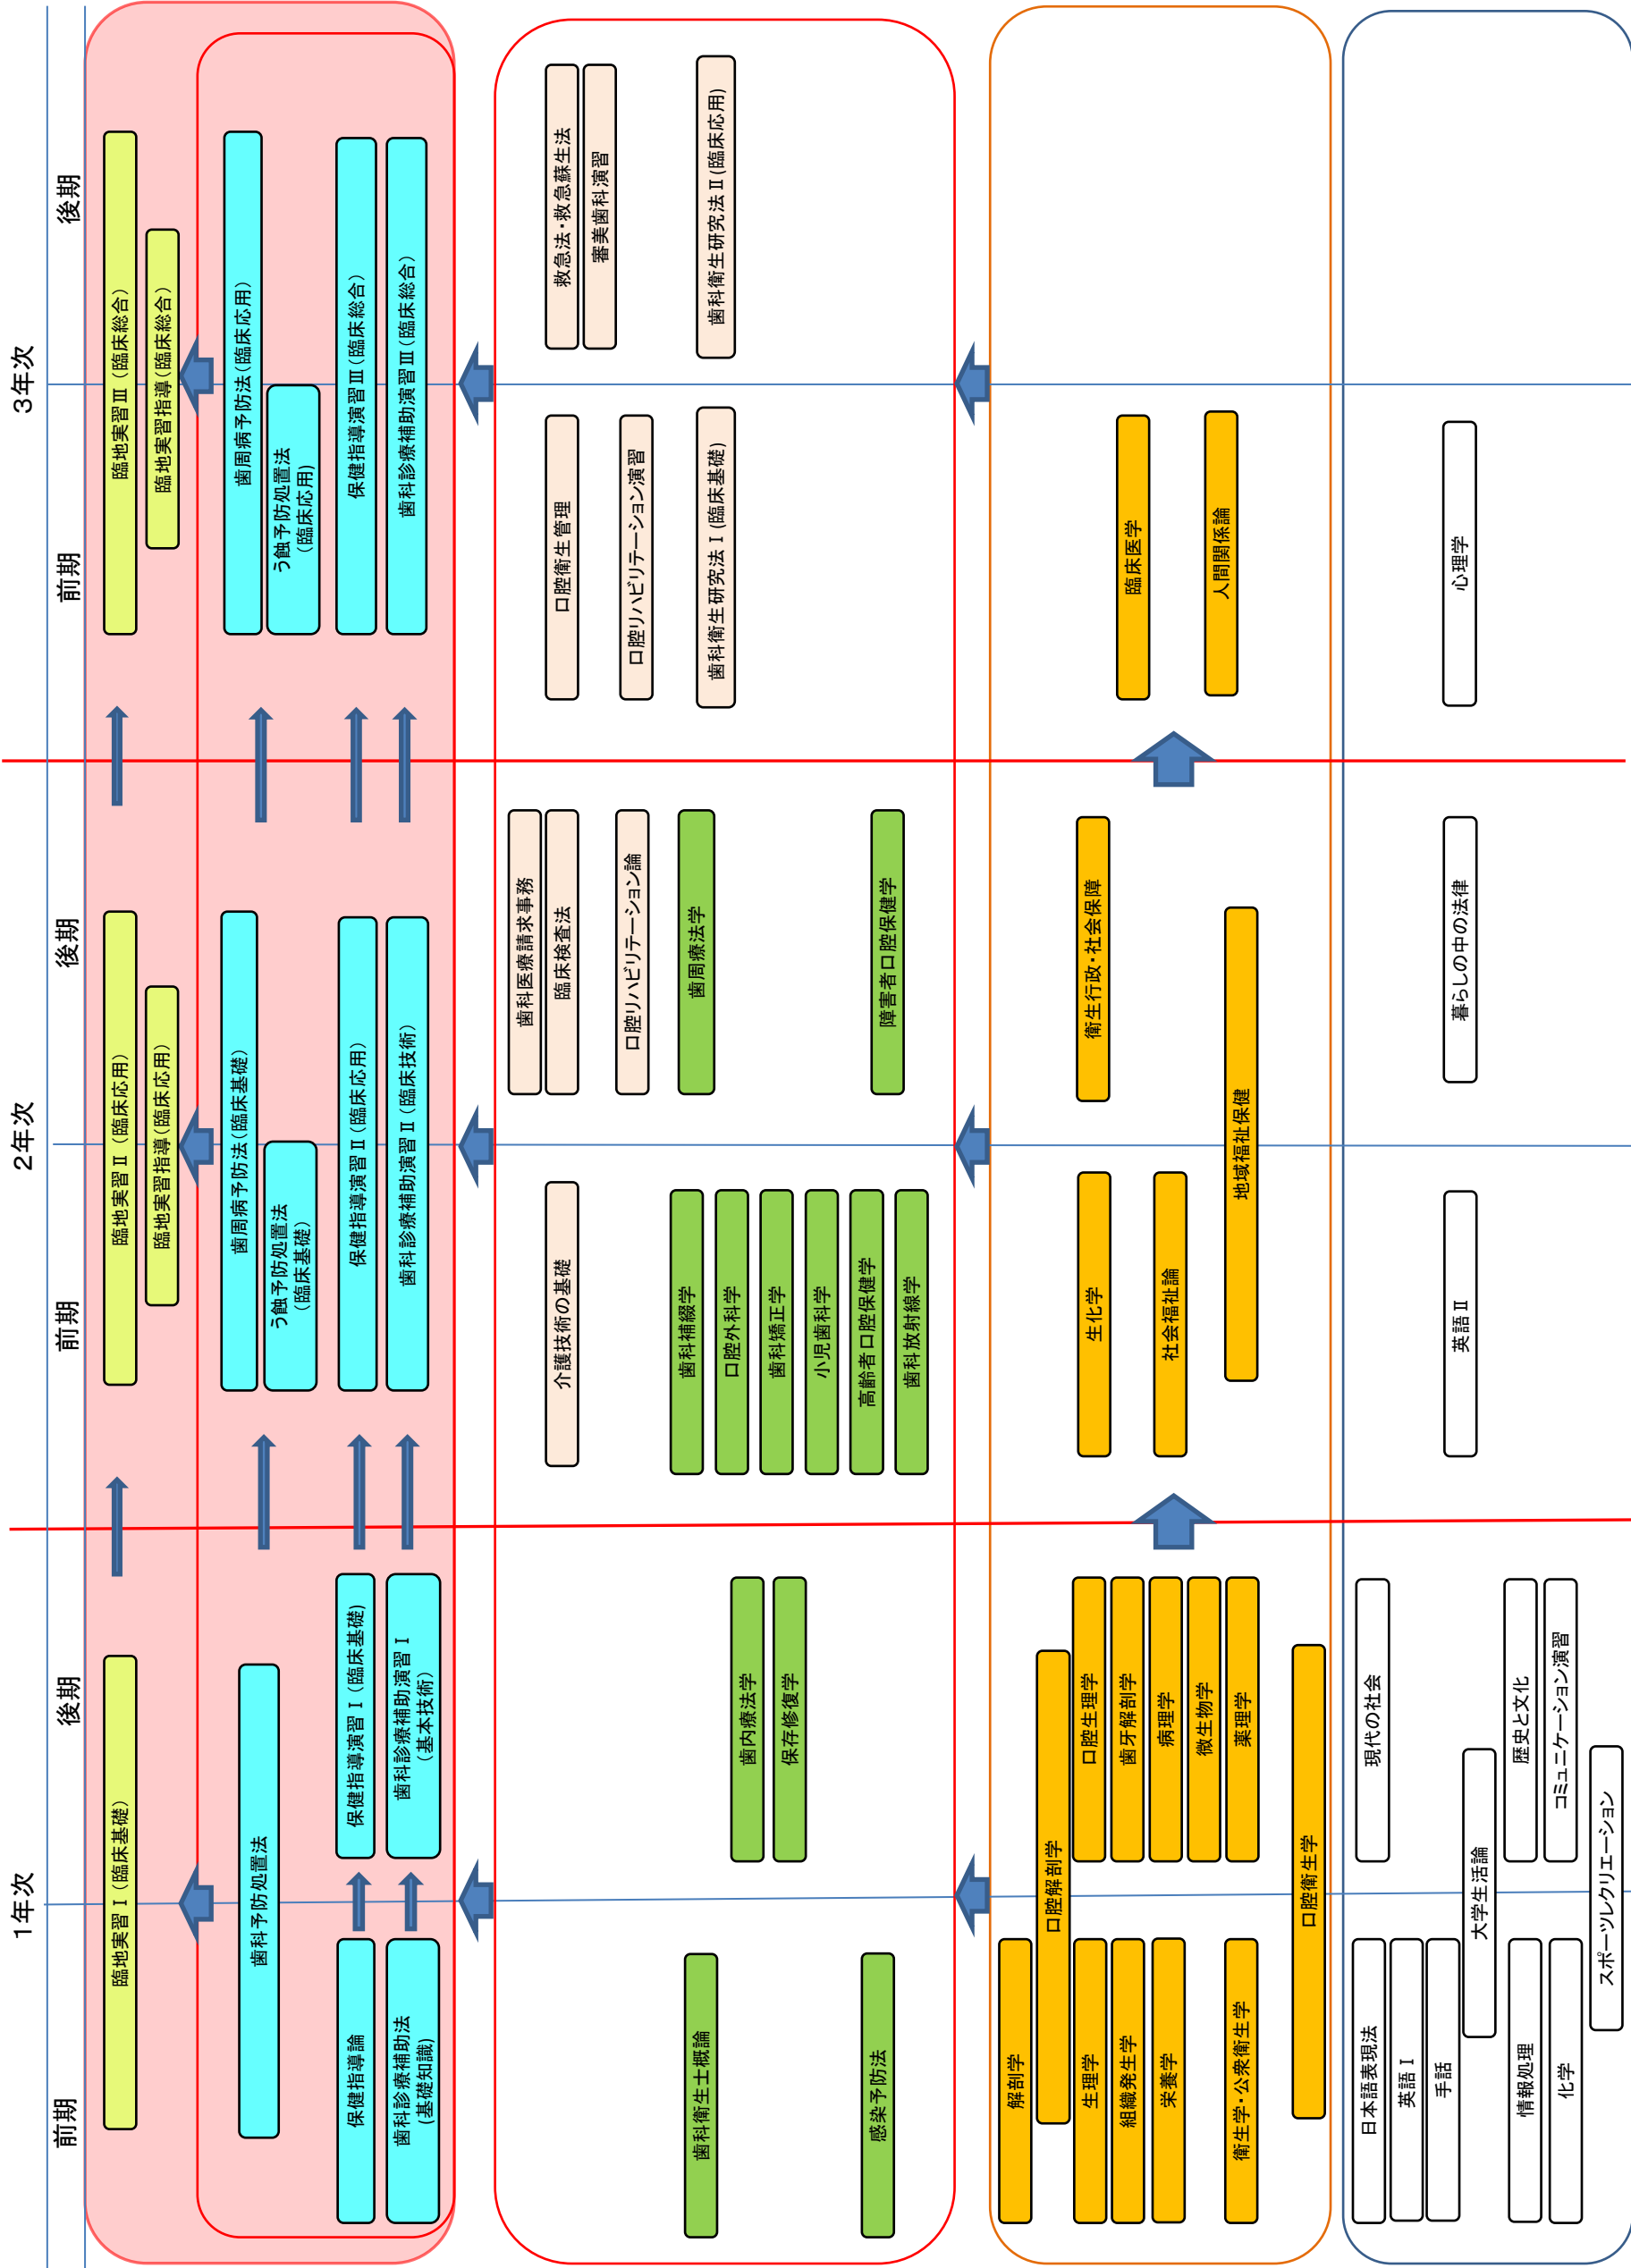 1年次
2年次
3年次
前期
後期
前期
後期
前期
後期
臨地実習Ⅰ(臨床基礎)
臨地実習Ⅱ(臨床応用)
臨地実習Ⅲ(臨床総合)
臨地実習指導(臨床応用)
臨地実習指導(臨床総合)
歯科予防処置法
歯周病予防法(臨床基礎)
歯周病予防法(臨床応用)
う蝕予防処置法
(臨床基礎)
う蝕予防処置法
(臨床応用)
保健指導論
保健指導演習Ⅰ(臨床基礎)
保健指導演習Ⅱ(臨床応用)
保健指導演習Ⅲ(臨床総合)
歯科診療補助法
(基礎知識)
歯科診療補助演習Ⅰ
(基本技術)
歯科診療補助演習Ⅱ(臨床技術)
歯科診療補助演習Ⅲ(臨床総合)
歯科医療請求事務
介護技術の基礎
臨床検査法
口腔衛生管理
救急法・救急蘇生法
審美歯科演習
口腔リハビリテーション論
口腔リハビリテーション演習
歯科衛生研究法Ⅰ(臨床基礎)
歯科衛生研究法Ⅱ(臨床応用)
歯科衛生士概論
歯科補綴学
歯周療法学
歯内療法学
口腔外科学
保存修復学
歯科矯正学
小児歯科学
感染予防法
高齢者口腔保健学
障害者口腔保健学
歯科放射線学
解剖学
口腔解剖学
生理学
口腔生理学
生化学
衛生行政・社会保障
組織発生学
歯牙解剖学
臨床医学
栄養学
病理学
社会福祉論
微生物学
人間関係論
衛生学・公衆衛生学
薬理学
地域福祉保健
口腔衛生学
日本語表現法
現代の社会
英語Ⅰ
手話
大学生活論
英語Ⅱ
暮らしの中の法律
心理学
情報処理
歴史と文化
化学
コミュニケーション演習
スポーツレクリエーション